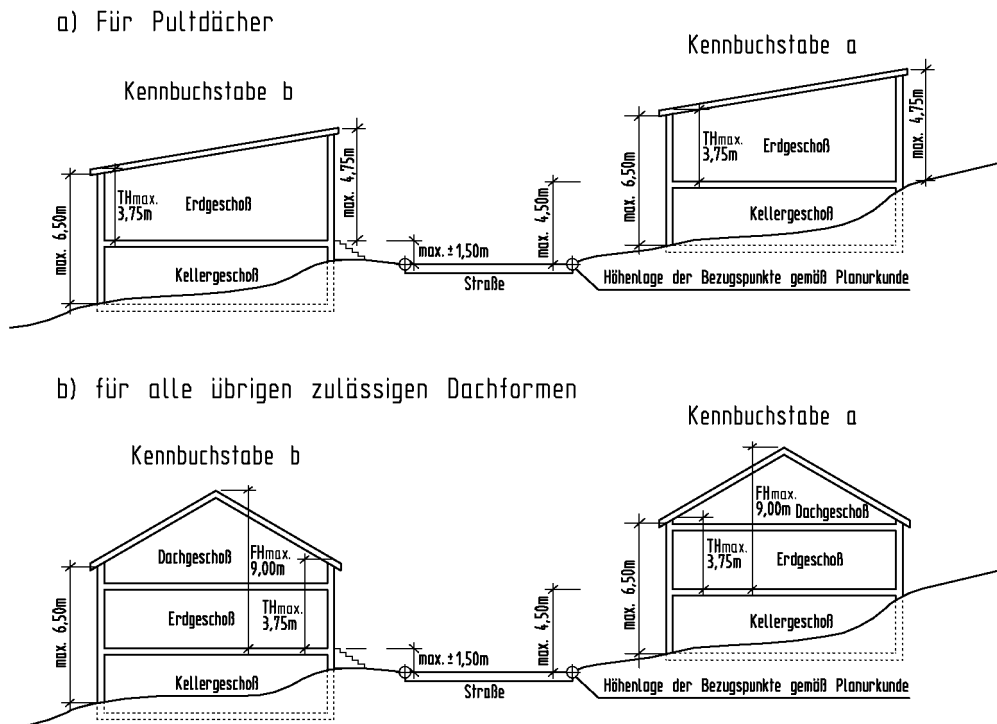 a) Für Pultdächer
Kennbuchstabe a
Kennbuchstabe b
max. 6,50m
THmax.
3,75m
Erdgeschoß
Kellergeschoß
max. 4,75m
max. ± 1,50m
max. 4,50m
Straße
max. 6,50m
THmax.
3,75m
Erdgeschoß
Kellergeschoß
max. 4,75m
Höhenlage der Bezugspunkte gemäß Planurkunde
b) für alle übrigen zulässigen Dachformen
Kennbuchstabe a
Kennbuchstabe b
max. 6,50m
Dachgeschoß
FHmax.
9,00m
Erdgeschoß
THmax.
3,75m
Kellergeschoß
max. ± 1,50m
max. 4,50m
Straße
max. 6,50m
FHmax.
9,00m Dachgeschoß
THmax.
3,75m
Erdgeschoß
Kellergeschoß
Höhenlage der Bezugspunkte gemäß Planurkunde